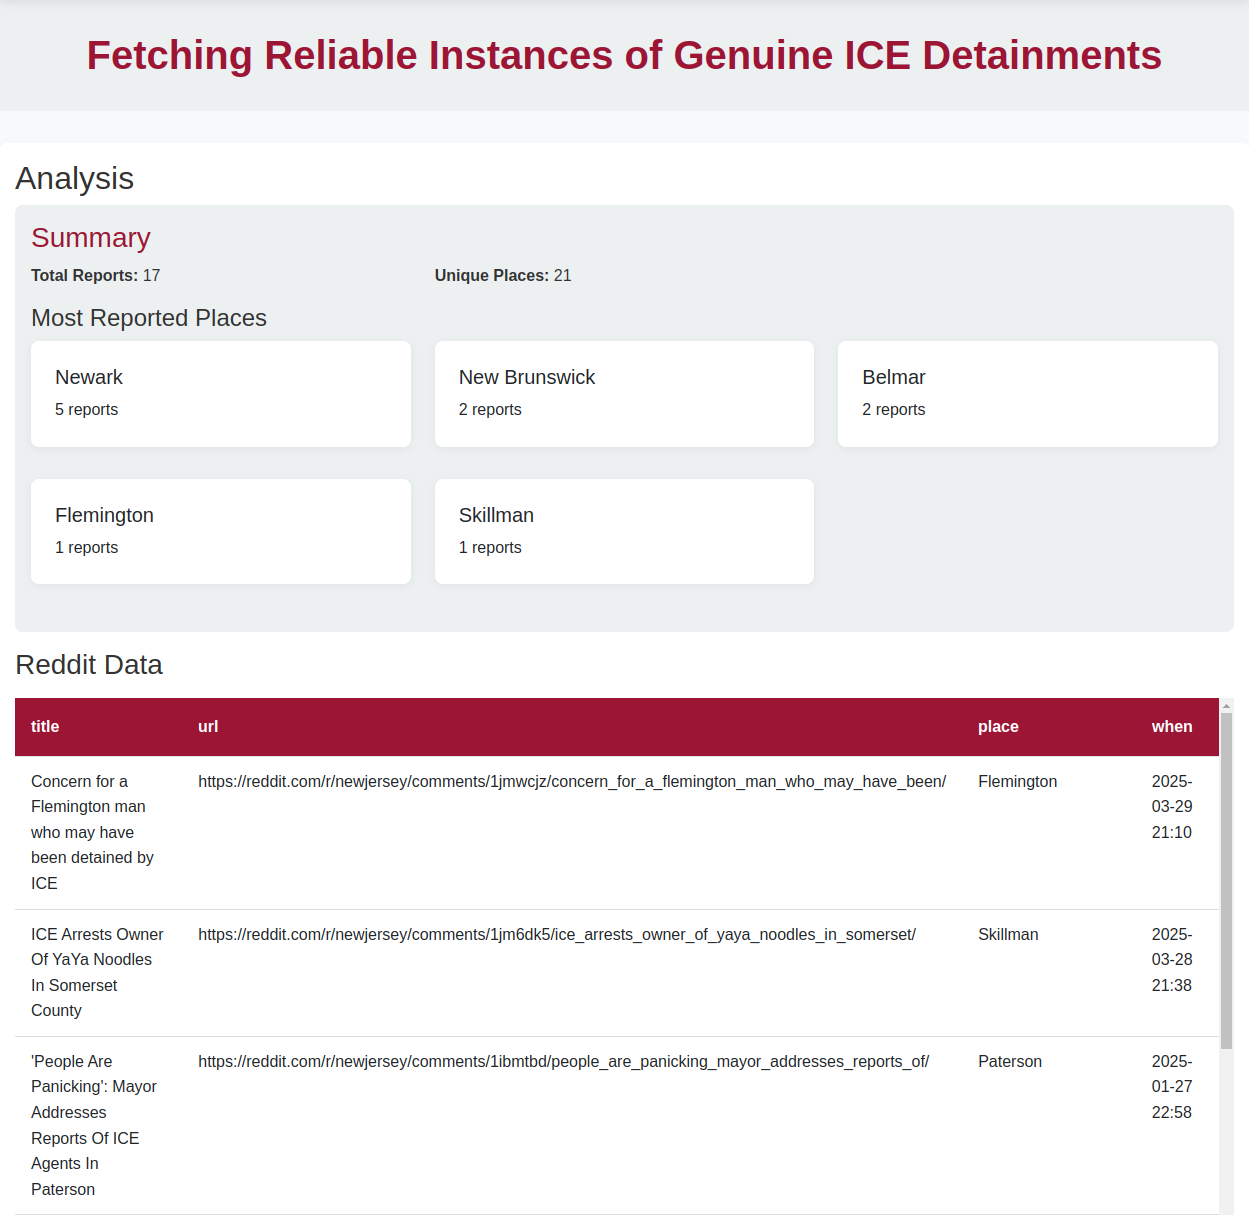 Fetching Reliable Instances of Genuine ICE Detainments
Analysis
Summary
Total Reports: 17
Unique Places: 21
Most Reported Places
Newark
5 reports
New Brunswick
2 reports
Belmar
2 reports
Flemington
1 reports
Skillman
1 reports
Reddit Data
title url place when
Concern for a
Flemington man
who may have
been detained by
ICE
https://reddit.com/r/newjersey/comments/1jmwcjz/concern_for_a_flemington_man_who_may_have_been/
Flemington
2025-
03-29
21:10
ICE Arrests Owner
Of YaYa Noodles
In Somerset
County
https://reddit.com/r/newjersey/comments/1jm6dk5/ice_arrests_owner_of_yaya_noodles_in_somerset/
Skillman
2025-
03-28
21:38
'People Are
Panicking': Mayor
Addresses
Reports Of ICE
Agents In
Paterson
https://reddit.com/r/newjersey/comments/1ibmtbd/people_are_panicking_mayor_addresses_reports_of/
Paterson
2025-
01-27
22:58